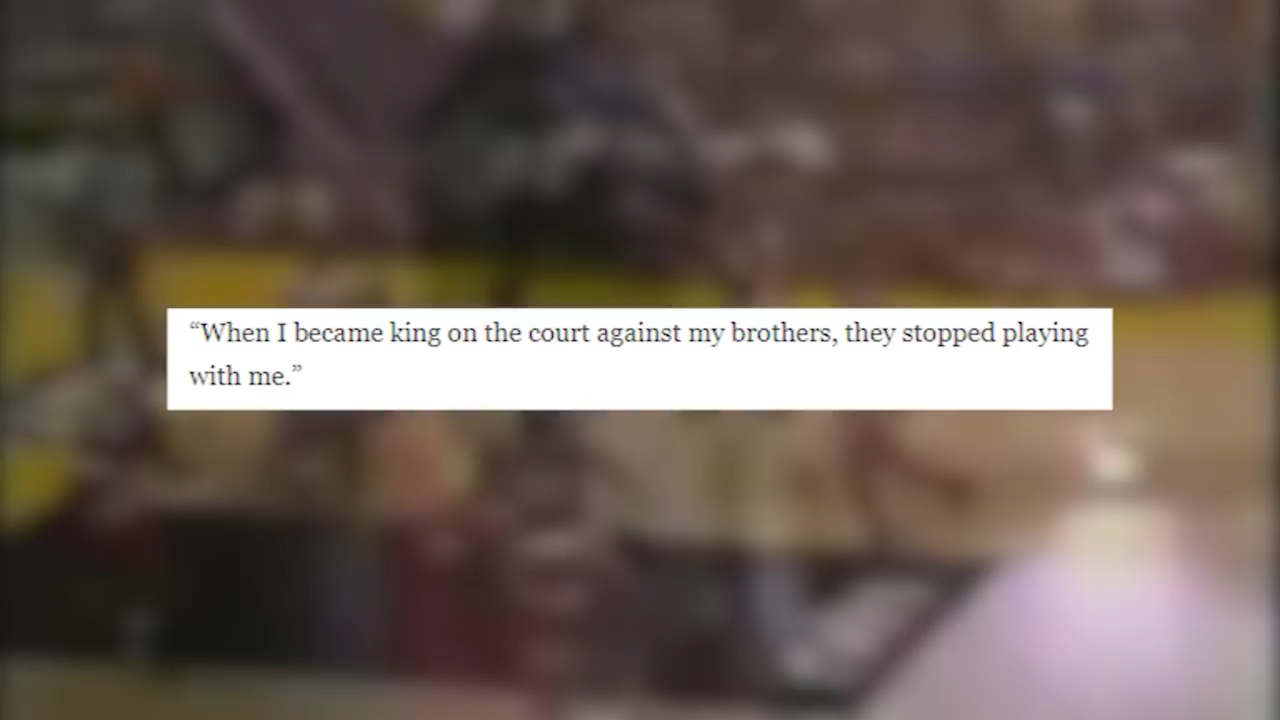 “When I became king on the court against my brothers, they stopped playing
with me.”